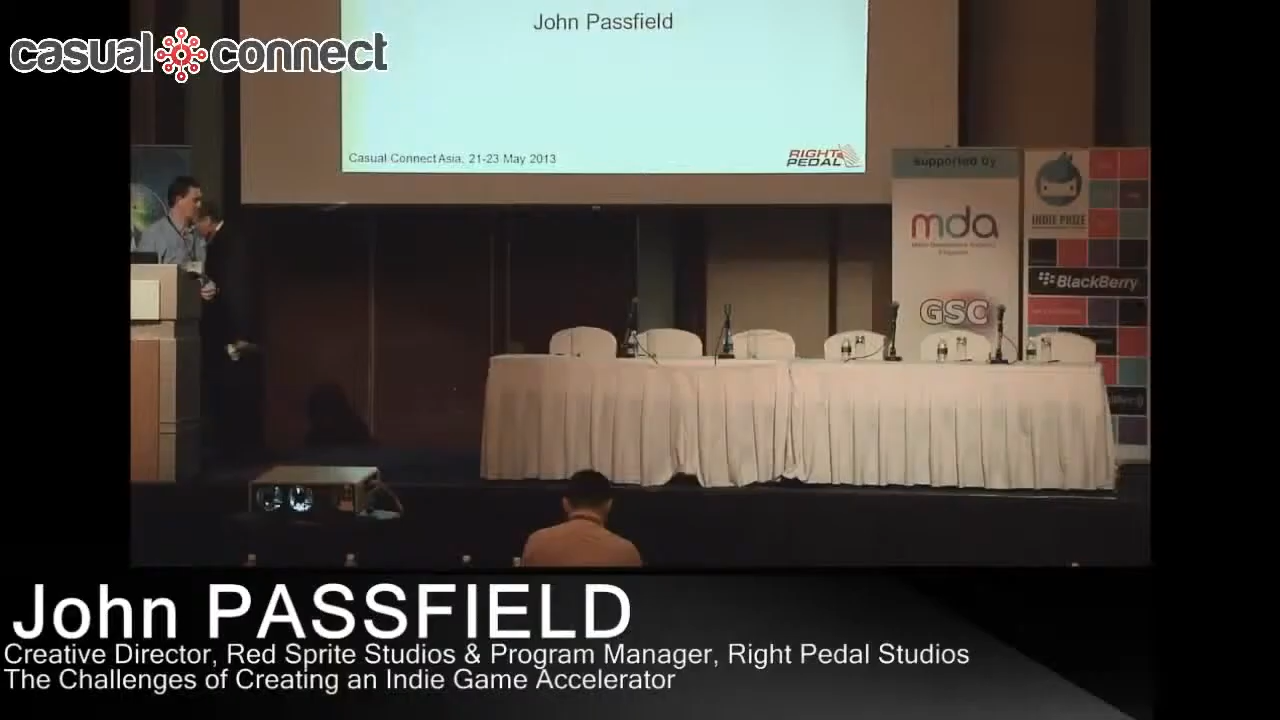 John Passfield
casual connect
Casual Connect Asia, 21-23 May 2013
RIGHT
PEDAL
supported by
mda
GSC
INDIE PRIZE
BlackBerry
John PASSFIELD
Creative Director, Red Sprite Studios & Program Manager, Right Pedal Studios
The Challenges of Creating an Indie Game Accelerator